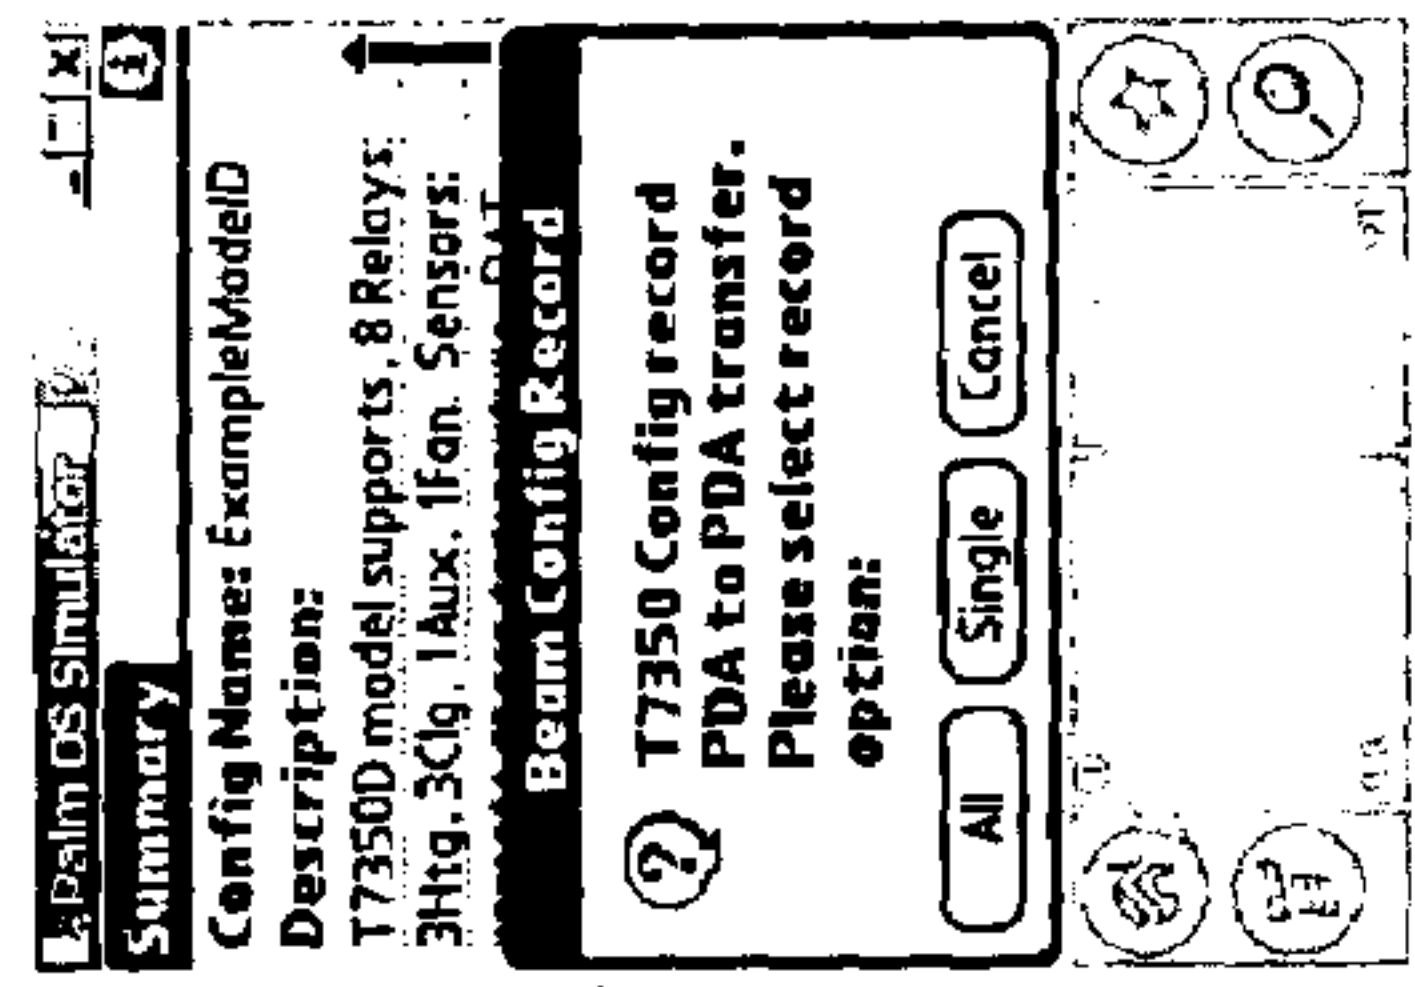 Palm OS Simulator
Summary
Config Name: ExampleModelD
Description:
T7350D model supports, 8 Relays:
3Htg, 3Clg, 1Aux, 1Fan. Sensors:
Beam Config Record
T7350 Config record
PDA to PDA transfer.
Please select record
option:
All Single Cancel